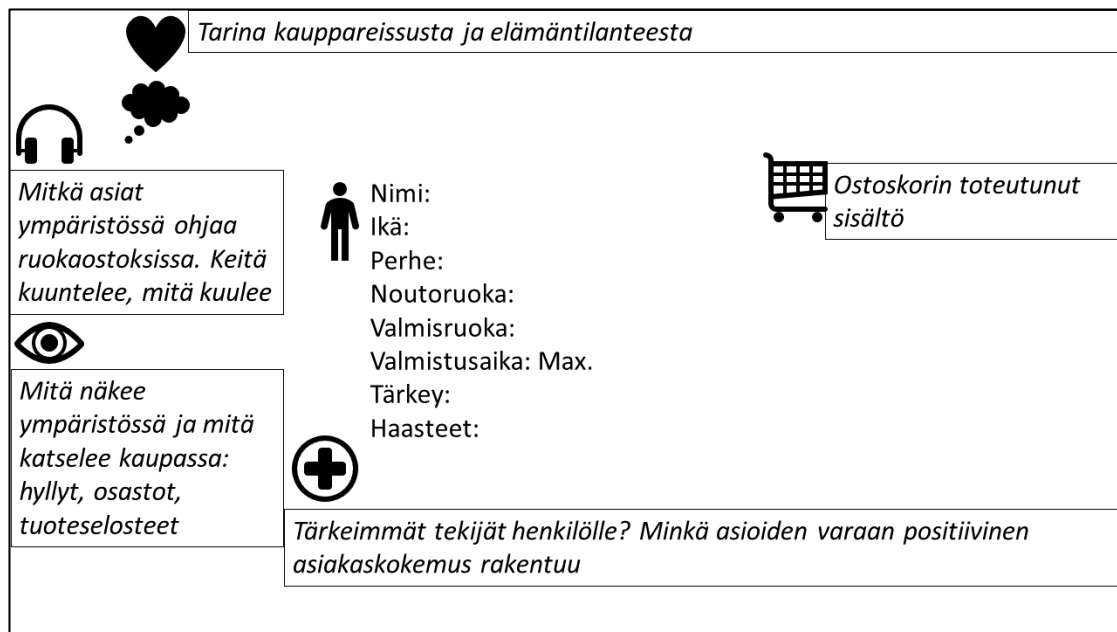 Tarina kauppareissusta ja elämäntilanteesta
Mitkä asiat
ympäristössä ohjaa
ruokaostoksissa. Keitä
kuuntelee, mitä kuulee
Mitä näkee
ympäristössä ja mitä
katselee kaupassa:
hyllyt, osastot,
tuoteselosteet
Nimi:
Ikä:
Perhe:
Noutoruoka:
Valmisruoka:
Valmistusaika: Max.
Tärkey:
Haasteet:
Ostoskorin toteutunut
sisältö
Tärkeimmät tekijät henkilölle? Minkä asioiden varaan positiivinen
asiakaskokemus rakentuu